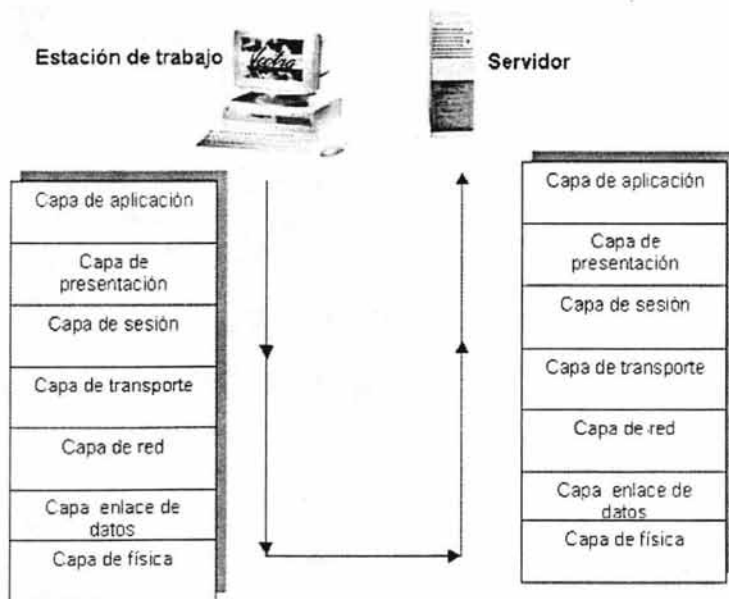 Estación de trabajo
Vectra
Servidor
Capa de aplicación
Capa de
presentación
Capa de sesión
Capa de transporte
Capa de red
Capa enlace de
datos
Capa de física
Capa de aplicación
Capa de
presentación
Capa de sesión
Capa de transporte
Capa de red
Capa enlace de
datos
Capa de física